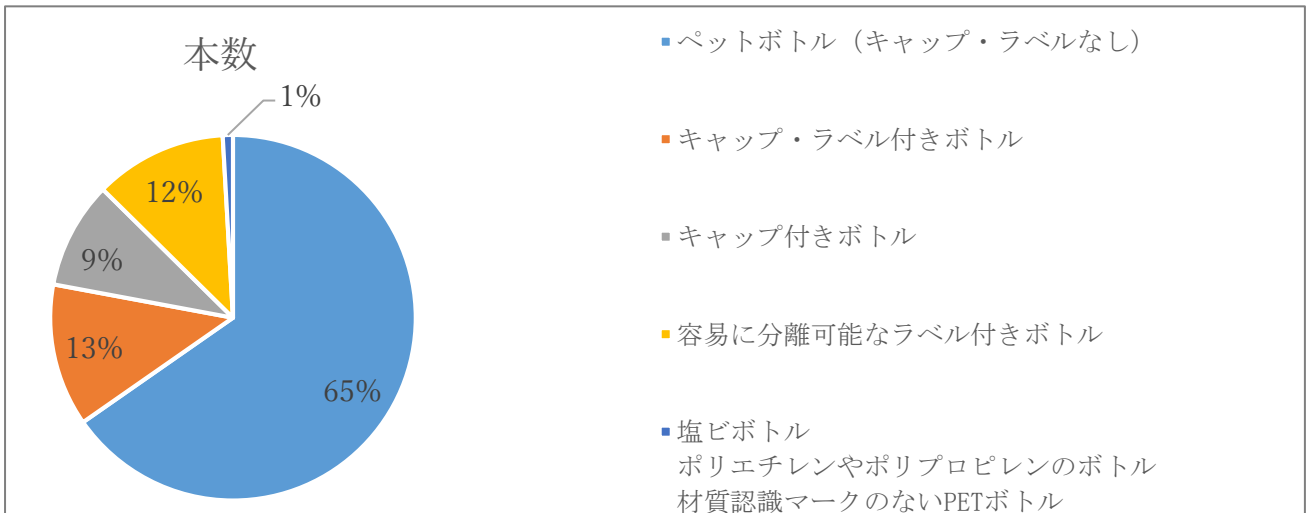 本数
1%
12%
9%
13%
65%
ペットボトル（キャップ・ラベルなし）
キャップ・ラベル付きボトル
キャップ付きボトル
容易に分離可能なラベル付きボトル
塩ビボトル
ポリエチレンやポリプロピレンのボトル
材質認識マークのないPETボトル